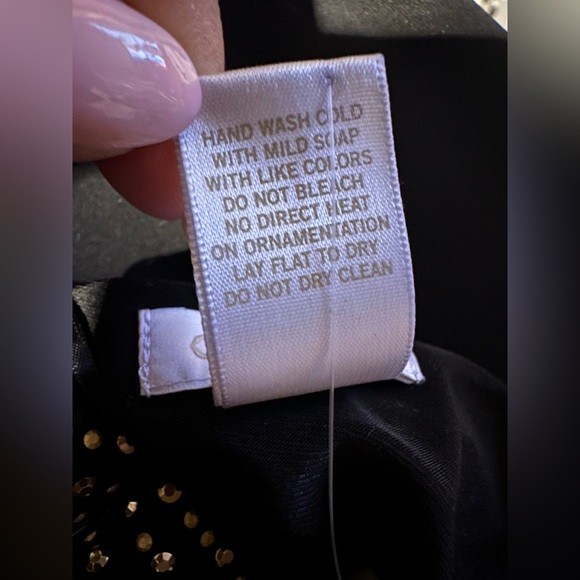 HAND WASH COLD
WITH MILD SOAP
WITH LIKE COLORS
DO NOT BLEACH
NO DIRECT HEAT
ON ORNAMENTATION
LAY FLAT TO DRY
DO NOT DRY CLEAN